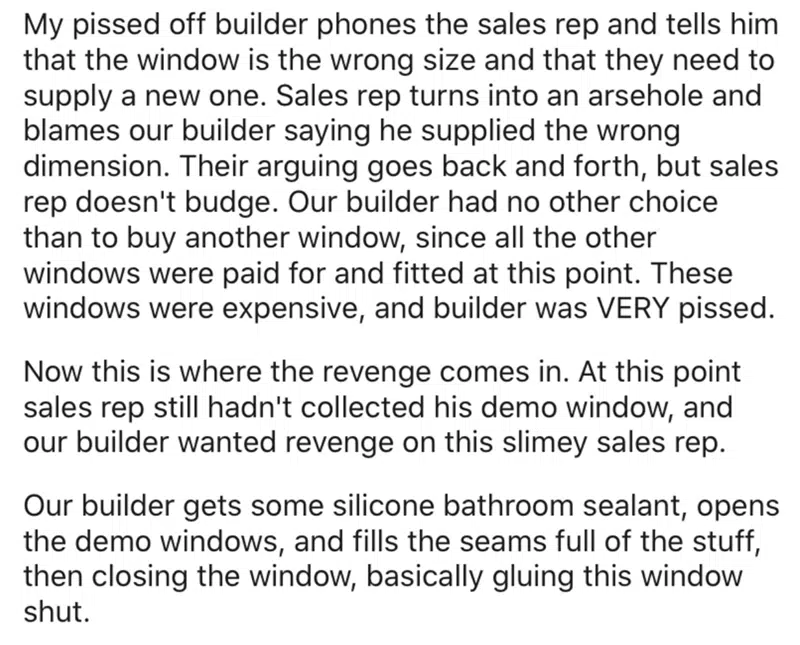 My pissed off builder phones the sales rep and tells him
that the window is the wrong size and that they need to
supply a new one. Sales rep turns into an arsehole and
blames our builder saying he supplied the wrong
dimension. Their arguing goes back and forth, but sales
rep doesn't budge. Our builder had no other choice
than to buy another window, since all the other
windows were paid for and fitted at this point. These
windows were expensive, and builder was VERY pissed.
Now this is where the revenge comes in. At this point
sales rep still hadn't collected his demo window, and
our builder wanted revenge on this slimey sales rep.
Our builder gets some silicone bathroom sealant, opens
the demo windows, and fills the seams full of the stuff,
then closing the window, basically gluing this window
shut.